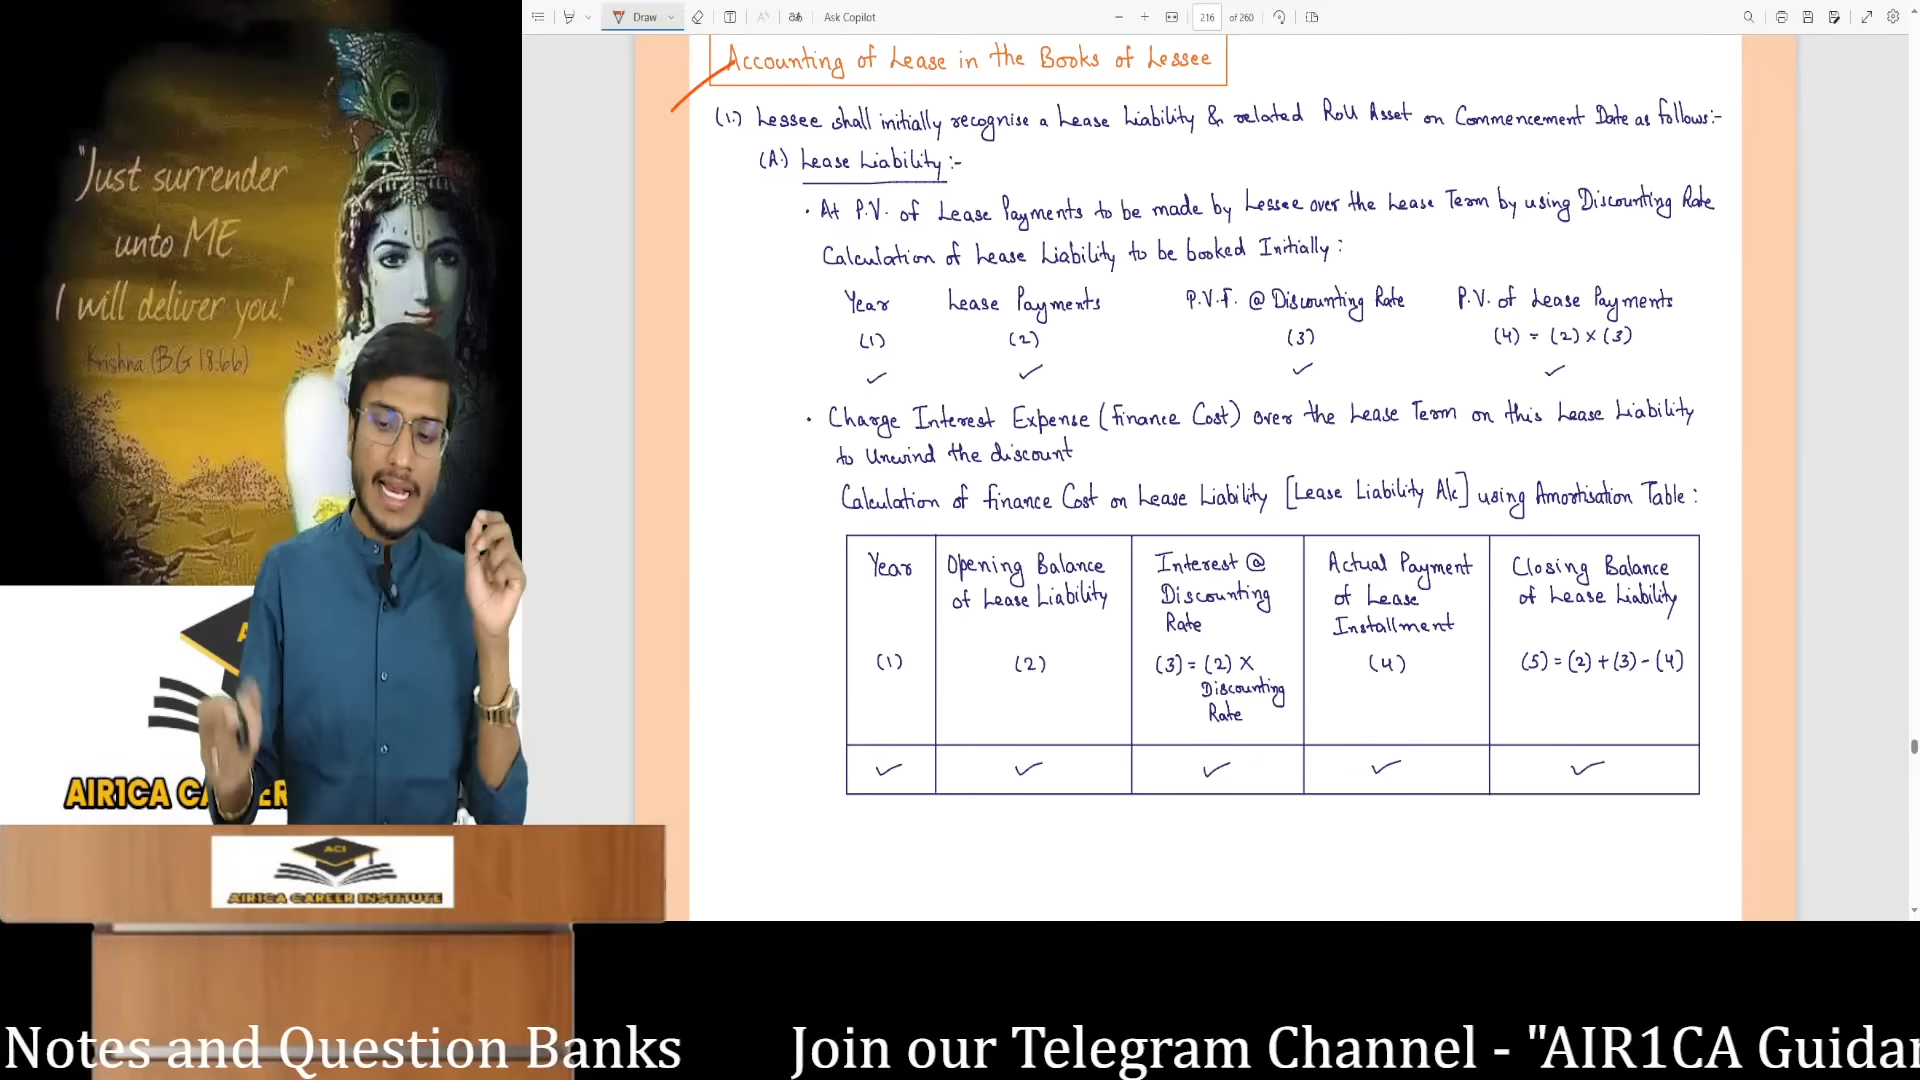 Draw
Ask Copilot
216 of 260
Accounting of Lease in the Books of Lessee
"Just surrender
unto ME
I will deliver you!"
Krishna (B.G 18:66)
(1.) Lessee shall initially recognise a Lease Liability & related RoU Asset on Commencement Date as follows:-
(A.) Lease Liability :-
• At P.V. of Lease Payments to be made by Lessee over the Lease Term by using Discounting Rate
Calculation of Lease Liability to be booked Initially :
Year Lease Payments P.V.F. @ Discounting Rate P.V. of Lease Payments
(1) (2) (3) (4) = (2) x (3)
• Charge Interest Expense (Finance Cost) over the Lease Term on this Lease Liability
to Unwind the discount
Calculation of Finance Cost on Lease Liability [Lease Liability A/c] using Amortisation Table :
Year
(1)
Opening Balance
of Lease Liability
(2)
Interest @
Discounting
Rate
(3) = (2) X
Discounting
Rate
Actual Payment
of Lease
Installment
(4)
Closing Balance
of Lease Liability
(5) = (2) + (3) - (4)
AIR1CA
ACI
AIR1CA CAREER INSTITUTE
Notes and Question Banks Join our Telegram Channel - "AIR1CA